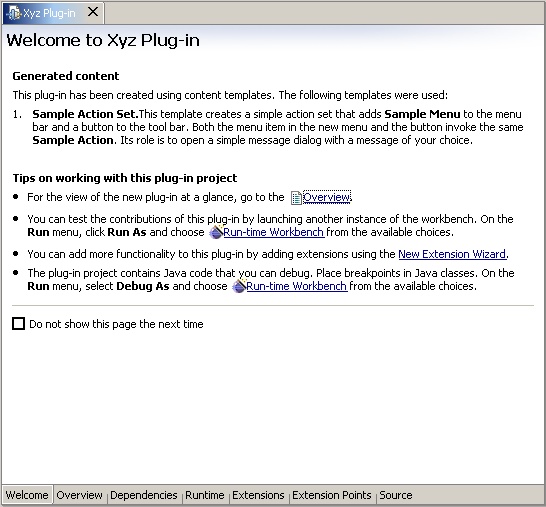 Xyz Plug-in
Welcome to Xyz Plug-in
Generated content
This plug-in has been created using content templates. The following templates were used:
1. Sample Action Set.This template creates a simple action set that adds Sample Menu to the menu
bar and a button to the tool bar. Both the menu item in the new menu and the button invoke the same
Sample Action. Its role is to open a simple message dialog with a message of your choice.
Tips on working with this plug-in project
• For the view of the new plug-in at a glance, go to the Overview.
• You can test the contributions of this plug-in by launching another instance of the workbench. On the
Run menu, click Run As and choose Run-time Workbench from the available choices.
• You can add more functionality to this plug-in by adding extensions using the New Extension Wizard.
• The plug-in project contains Java code that you can debug. Place breakpoints in Java classes. On the
Run menu, select Debug As and choose Run-time Workbench from the available choices.
Do not show this page the next time
Welcome Overview Dependencies Runtime Extensions Extension Points Source